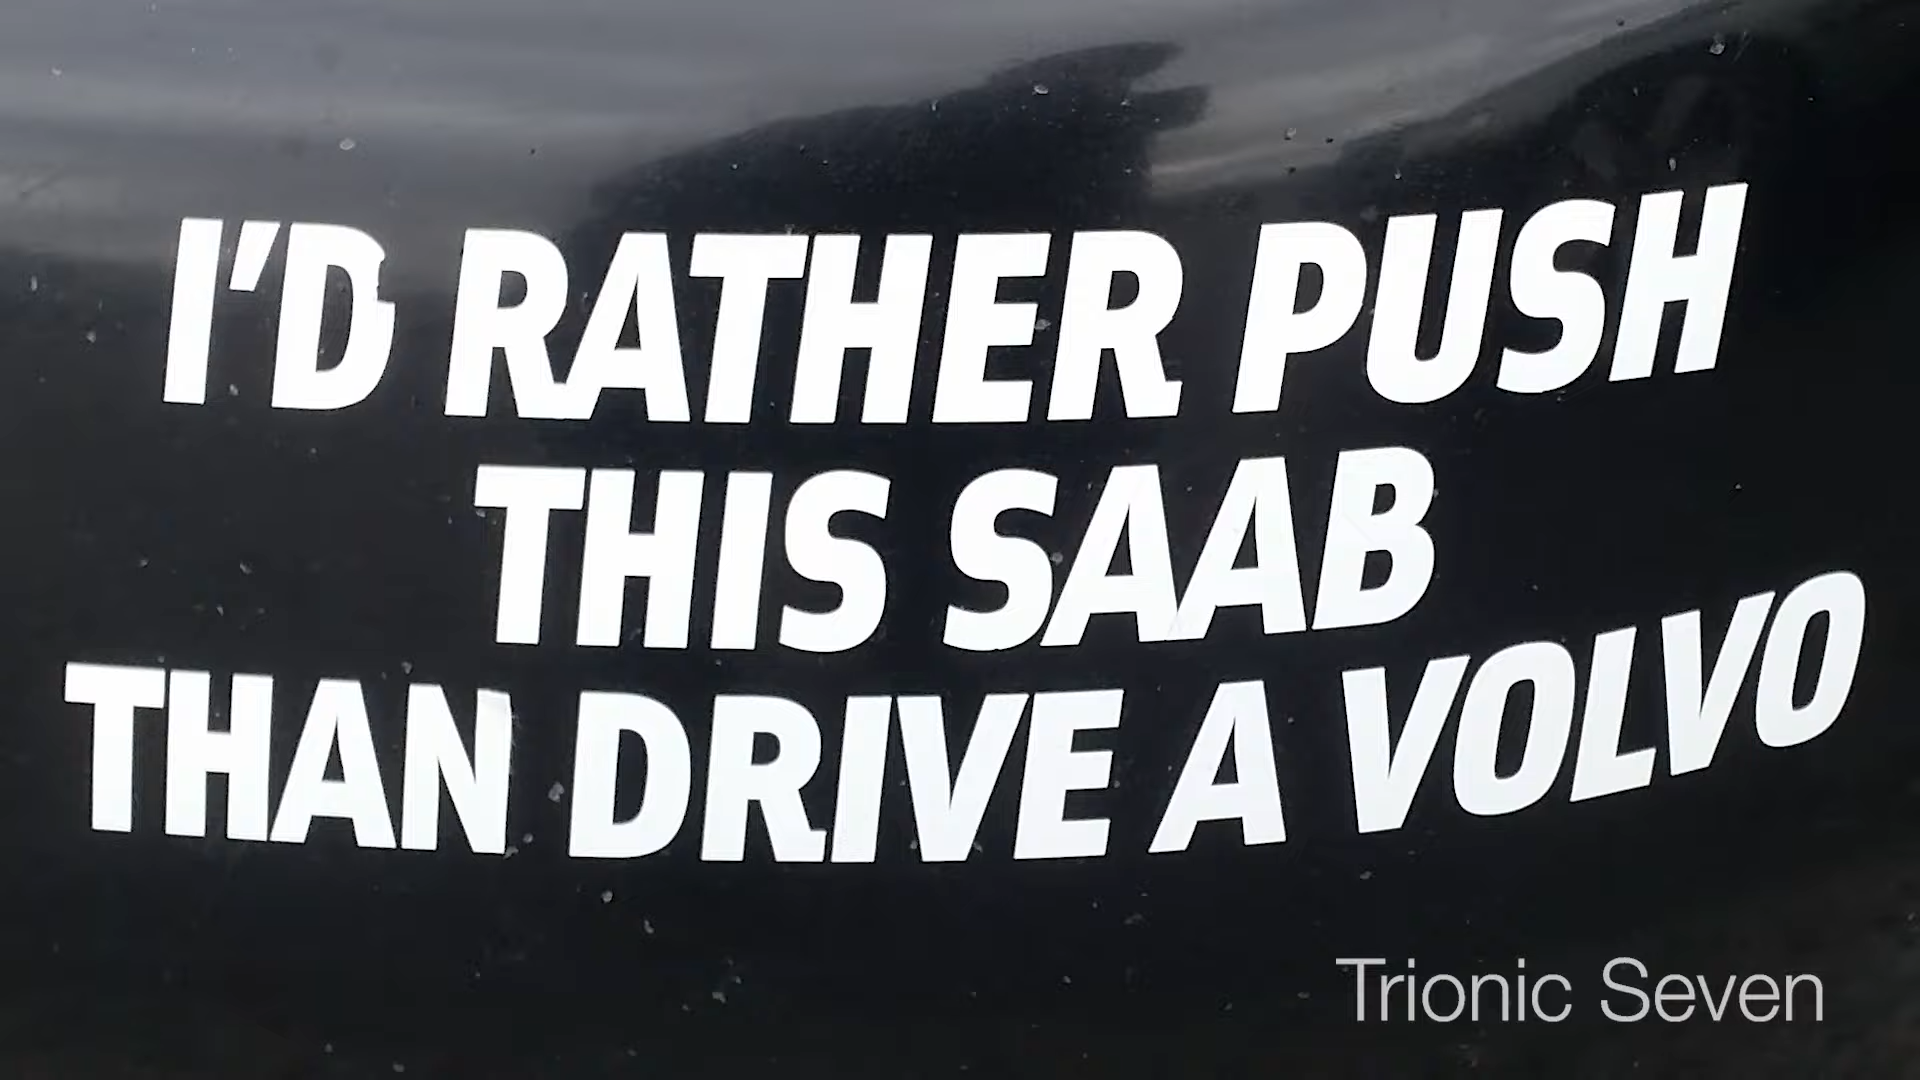 I'D RATHER PUSH
THIS SAAB
THAN DRIVE A VOLVO
Trionic Seven